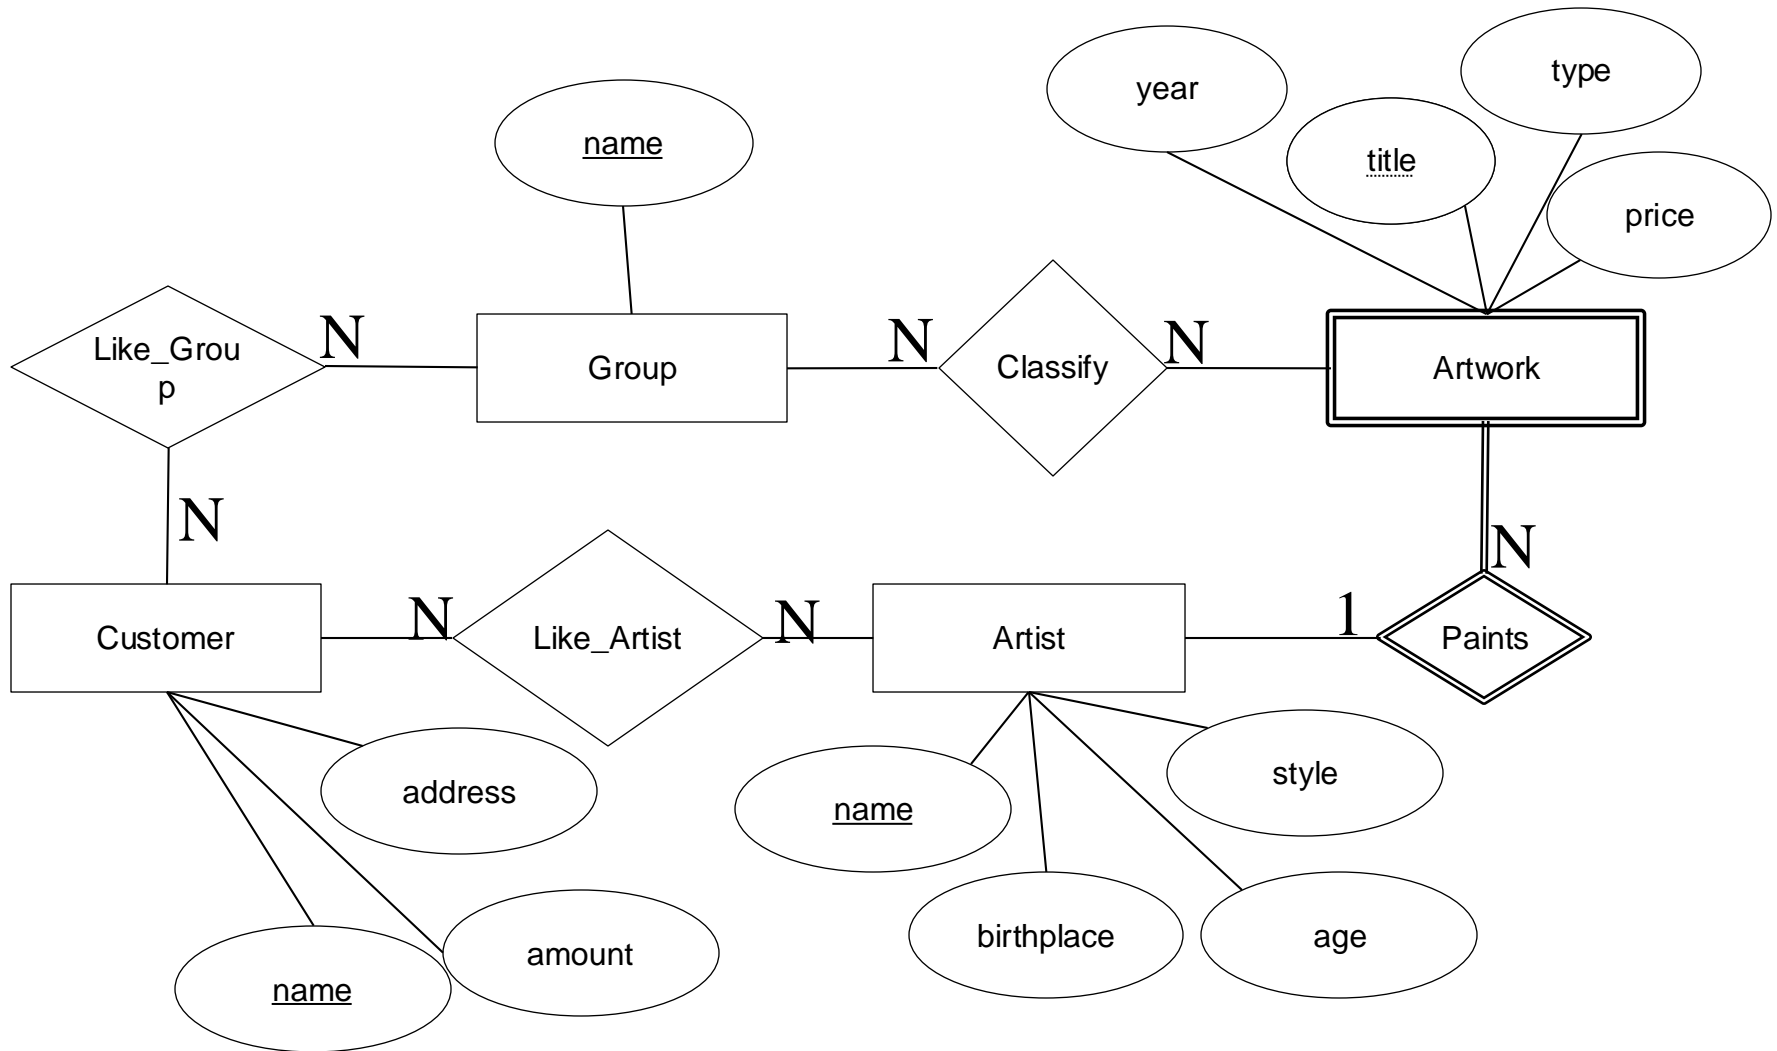 type
year
name
title
price
Like_Grou
p
N
Group
N
Classify
N
Artwork
N
N
Customer
N
Like_Artist
N
Artist
1
Paints
address
name
style
name
amount
birthplace
age